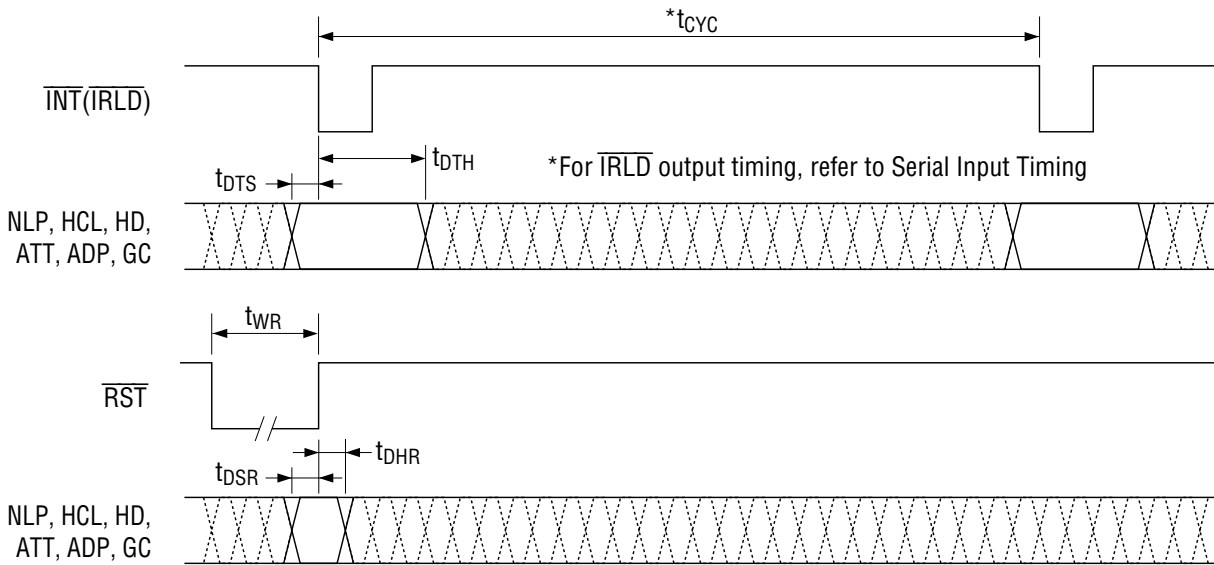 *tCYC
INT(IRLD)
tDTH
*For IRLD output timing, refer to Serial Input Timing
tDTS
NLP, HCL, HD,
ATT, ADP, GC
tWR
RST
tDHR
tDSR
NLP, HCL, HD,
ATT, ADP, GC